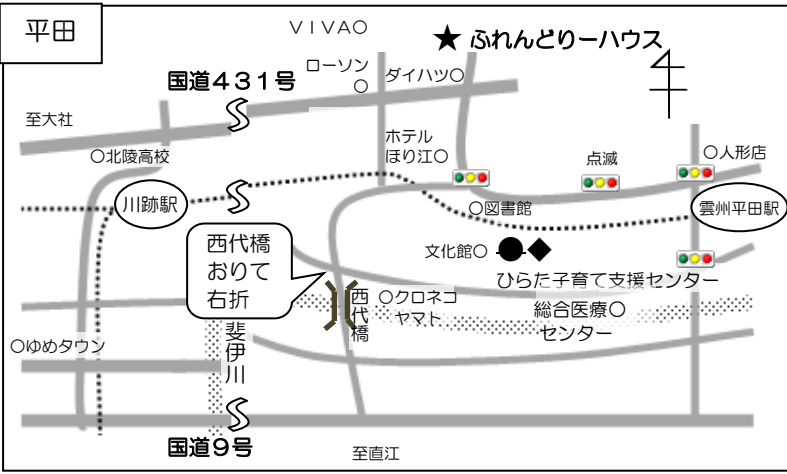 平田
VIVA○
★ ふれんどりーハウス
ローソン
○
ダイハツ○
国道431号
至大社
○北陵高校
ホテル
ほり江○
点滅
○人形店
川跡駅
○図書館
雲州平田駅
西代橋
おりて
右折
文化館○
ひらた子育て支援センター
西代橋
○クロネコ
ヤマト
総合医療○
センター
斐伊川
○ゆめタウン
国道9号
至直江